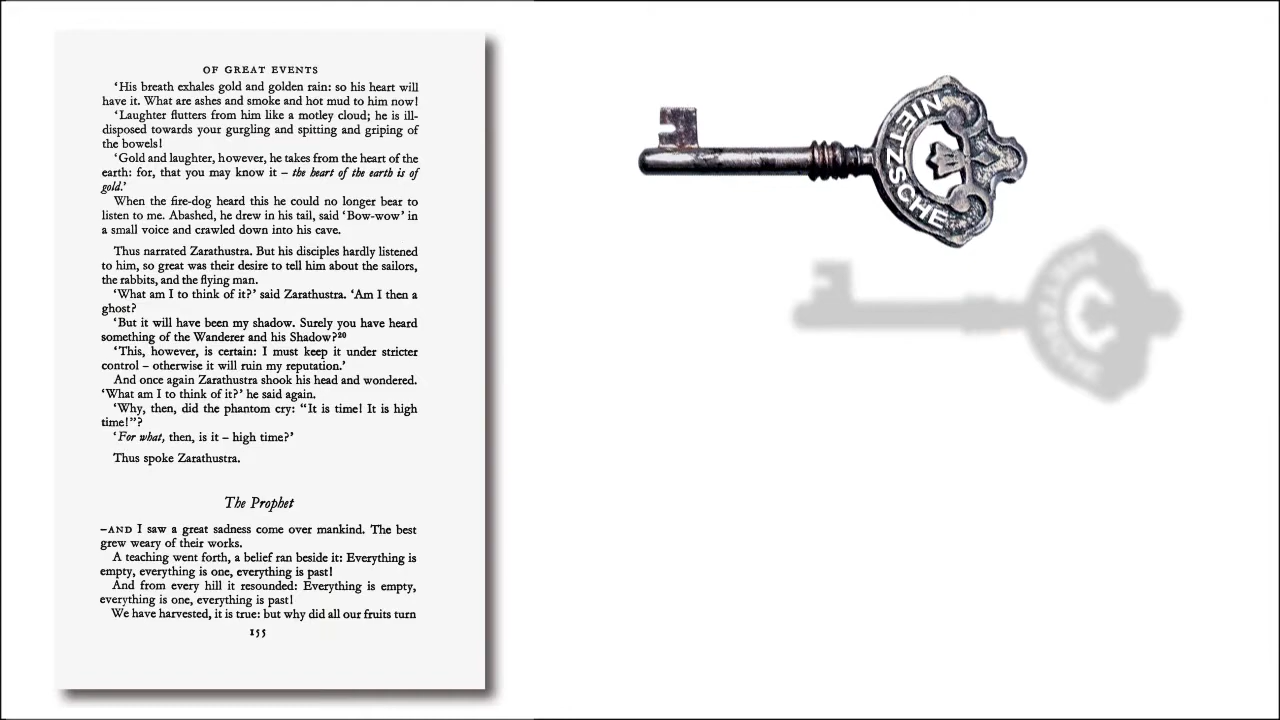 OF GREAT EVENTS
‘His breath exhales gold and golden rain: so his heart will
have it. What are ashes and smoke and hot mud to him now!
‘Laughter flutters from him like a motley cloud; he is ill-
disposed towards your gurgling and spitting and griping of
the bowels!
‘Gold and laughter, however, he takes from the heart of the
earth: for, that you may know it – the heart of the earth is of
gold.’
When the fire-dog heard this he could no longer bear to
listen to me. Abashed, he drew in his tail, said ‘Bow-wow’ in
a small voice and crawled down into his cave.
Thus narrated Zarathustra. But his disciples hardly listened
to him, so great was their desire to tell him about the sailors,
the rabbits, and the flying man.
‘What am I to think of it?’ said Zarathustra. ‘Am I then a
ghost?
‘But it will have been my shadow. Surely you have heard
something of the Wanderer and his Shadow?²⁰
‘This, however, is certain: I must keep it under stricter
control – otherwise it will ruin my reputation.’
And once again Zarathustra shook his head and wondered.
‘What am I to think of it?’ he said again.
‘Why, then, did the phantom cry: “It is time! It is high
time!”?
‘For what, then, is it – high time?’
Thus spoke Zarathustra.
The Prophet
–AND I saw a great sadness come over mankind. The best
grew weary of their works.
A teaching went forth, a belief ran beside it: Everything is
empty, everything is one, everything is past!
And from every hill it resounded: Everything is empty,
everything is one, everything is past!
We have harvested, it is true: but why did all our fruits turn
155
NIETZSCHE